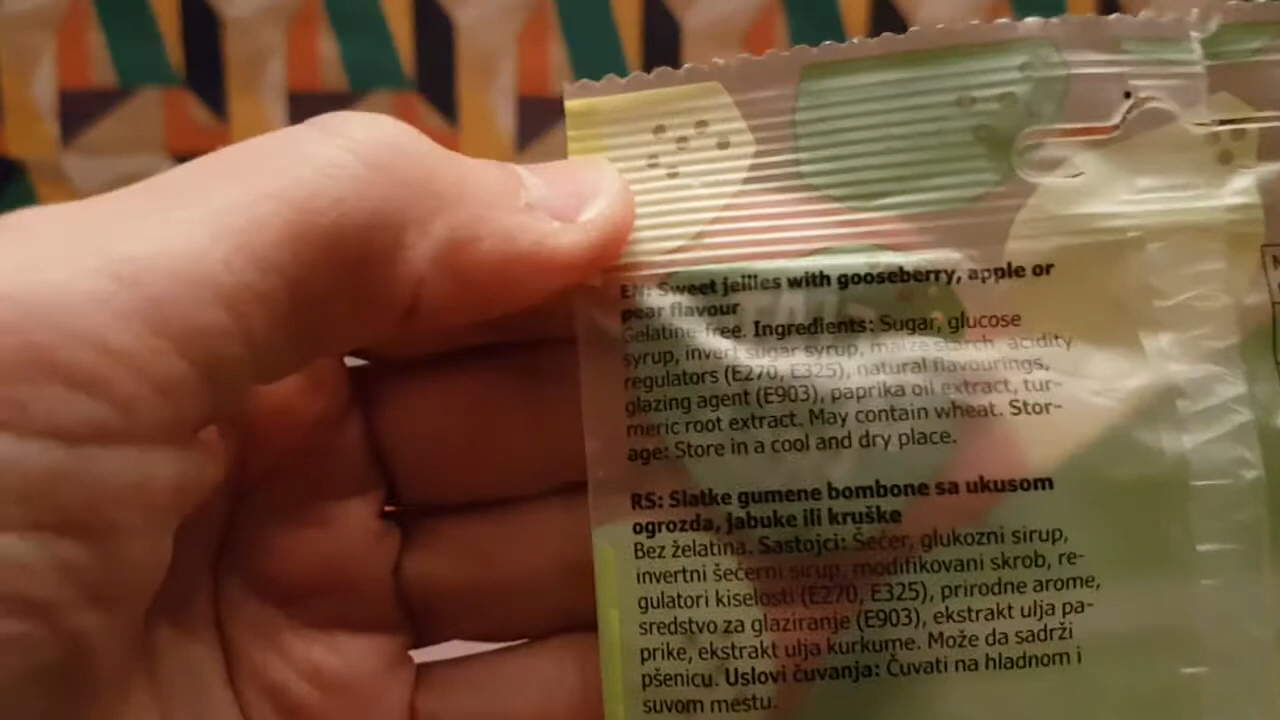 EN: Sweet jeilles with gooseberry, apple or
pear flavour
Gelatine-free. Ingredients: Sugar, glucose
syrup, invert sugar syrup, maize starch, acidity
regulators (E270, E325), natural flavourings,
glazing agent (E903), paprika oil extract, tur-
meric root extract. May contain wheat. Stor-
age: Store in a cool and dry place.
RS: Slatke gumene bombone sa ukusom
ogrozda, jabuke ili kruške
Bez želatina. Sastojci: Šećer, glukozni sirup,
invertni šećerni sirup, modifikovani skrob, re-
gulatori kiselosti (E270, E325), prirodne arome,
sredstvo za glaziranje (E903), ekstrakt ulja pa-
prike, ekstrakt ulja kurkume. Može da sadrži
pšenicu. Uslovi čuvanja: Čuvati na hladnom i
suvom mestu.